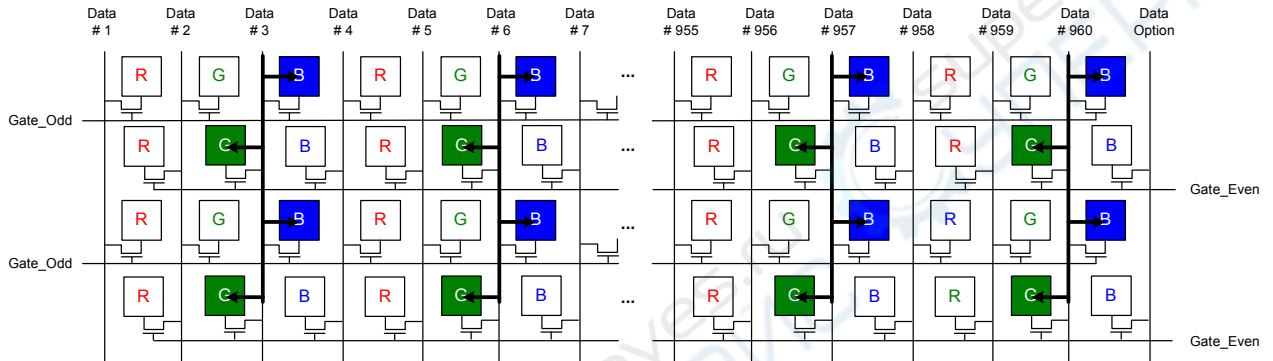 Data # 1 Data # 2 Data # 3 Data # 4 Data # 5 Data # 6 Data # 7 Data # 955 Data # 956 Data # 957 Data # 958 Data # 959 Data # 960 Data Option
R G B R G B ... R G B R G B
Gate_Odd
R G B R G B ... R G B R G B
Gate_Even
R G B R G B ... R G B R G B
Gate_Odd
R G B R G B ... R G B R G B
Gate_Even